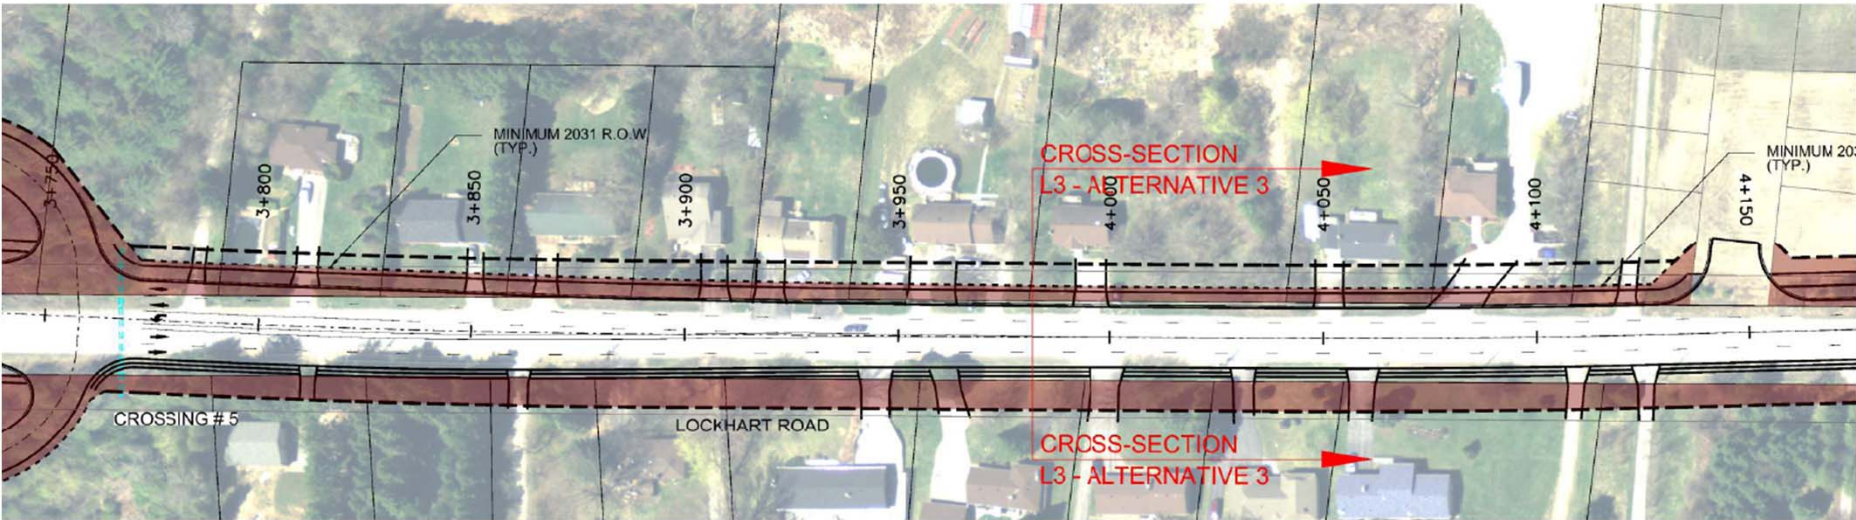 MINIMUM 2031 R.O.W.
(TYP.)
CROSS-SECTION
L3 - ALTERNATIVE 3
MINIMUM 203
(TYP.)
3+750
3+800
3+850
3+900
3+950
4+000
4+050
4+100
4+150
CROSSING # 5
LOCKHART ROAD
CROSS-SECTION
L3 - ALTERNATIVE 3